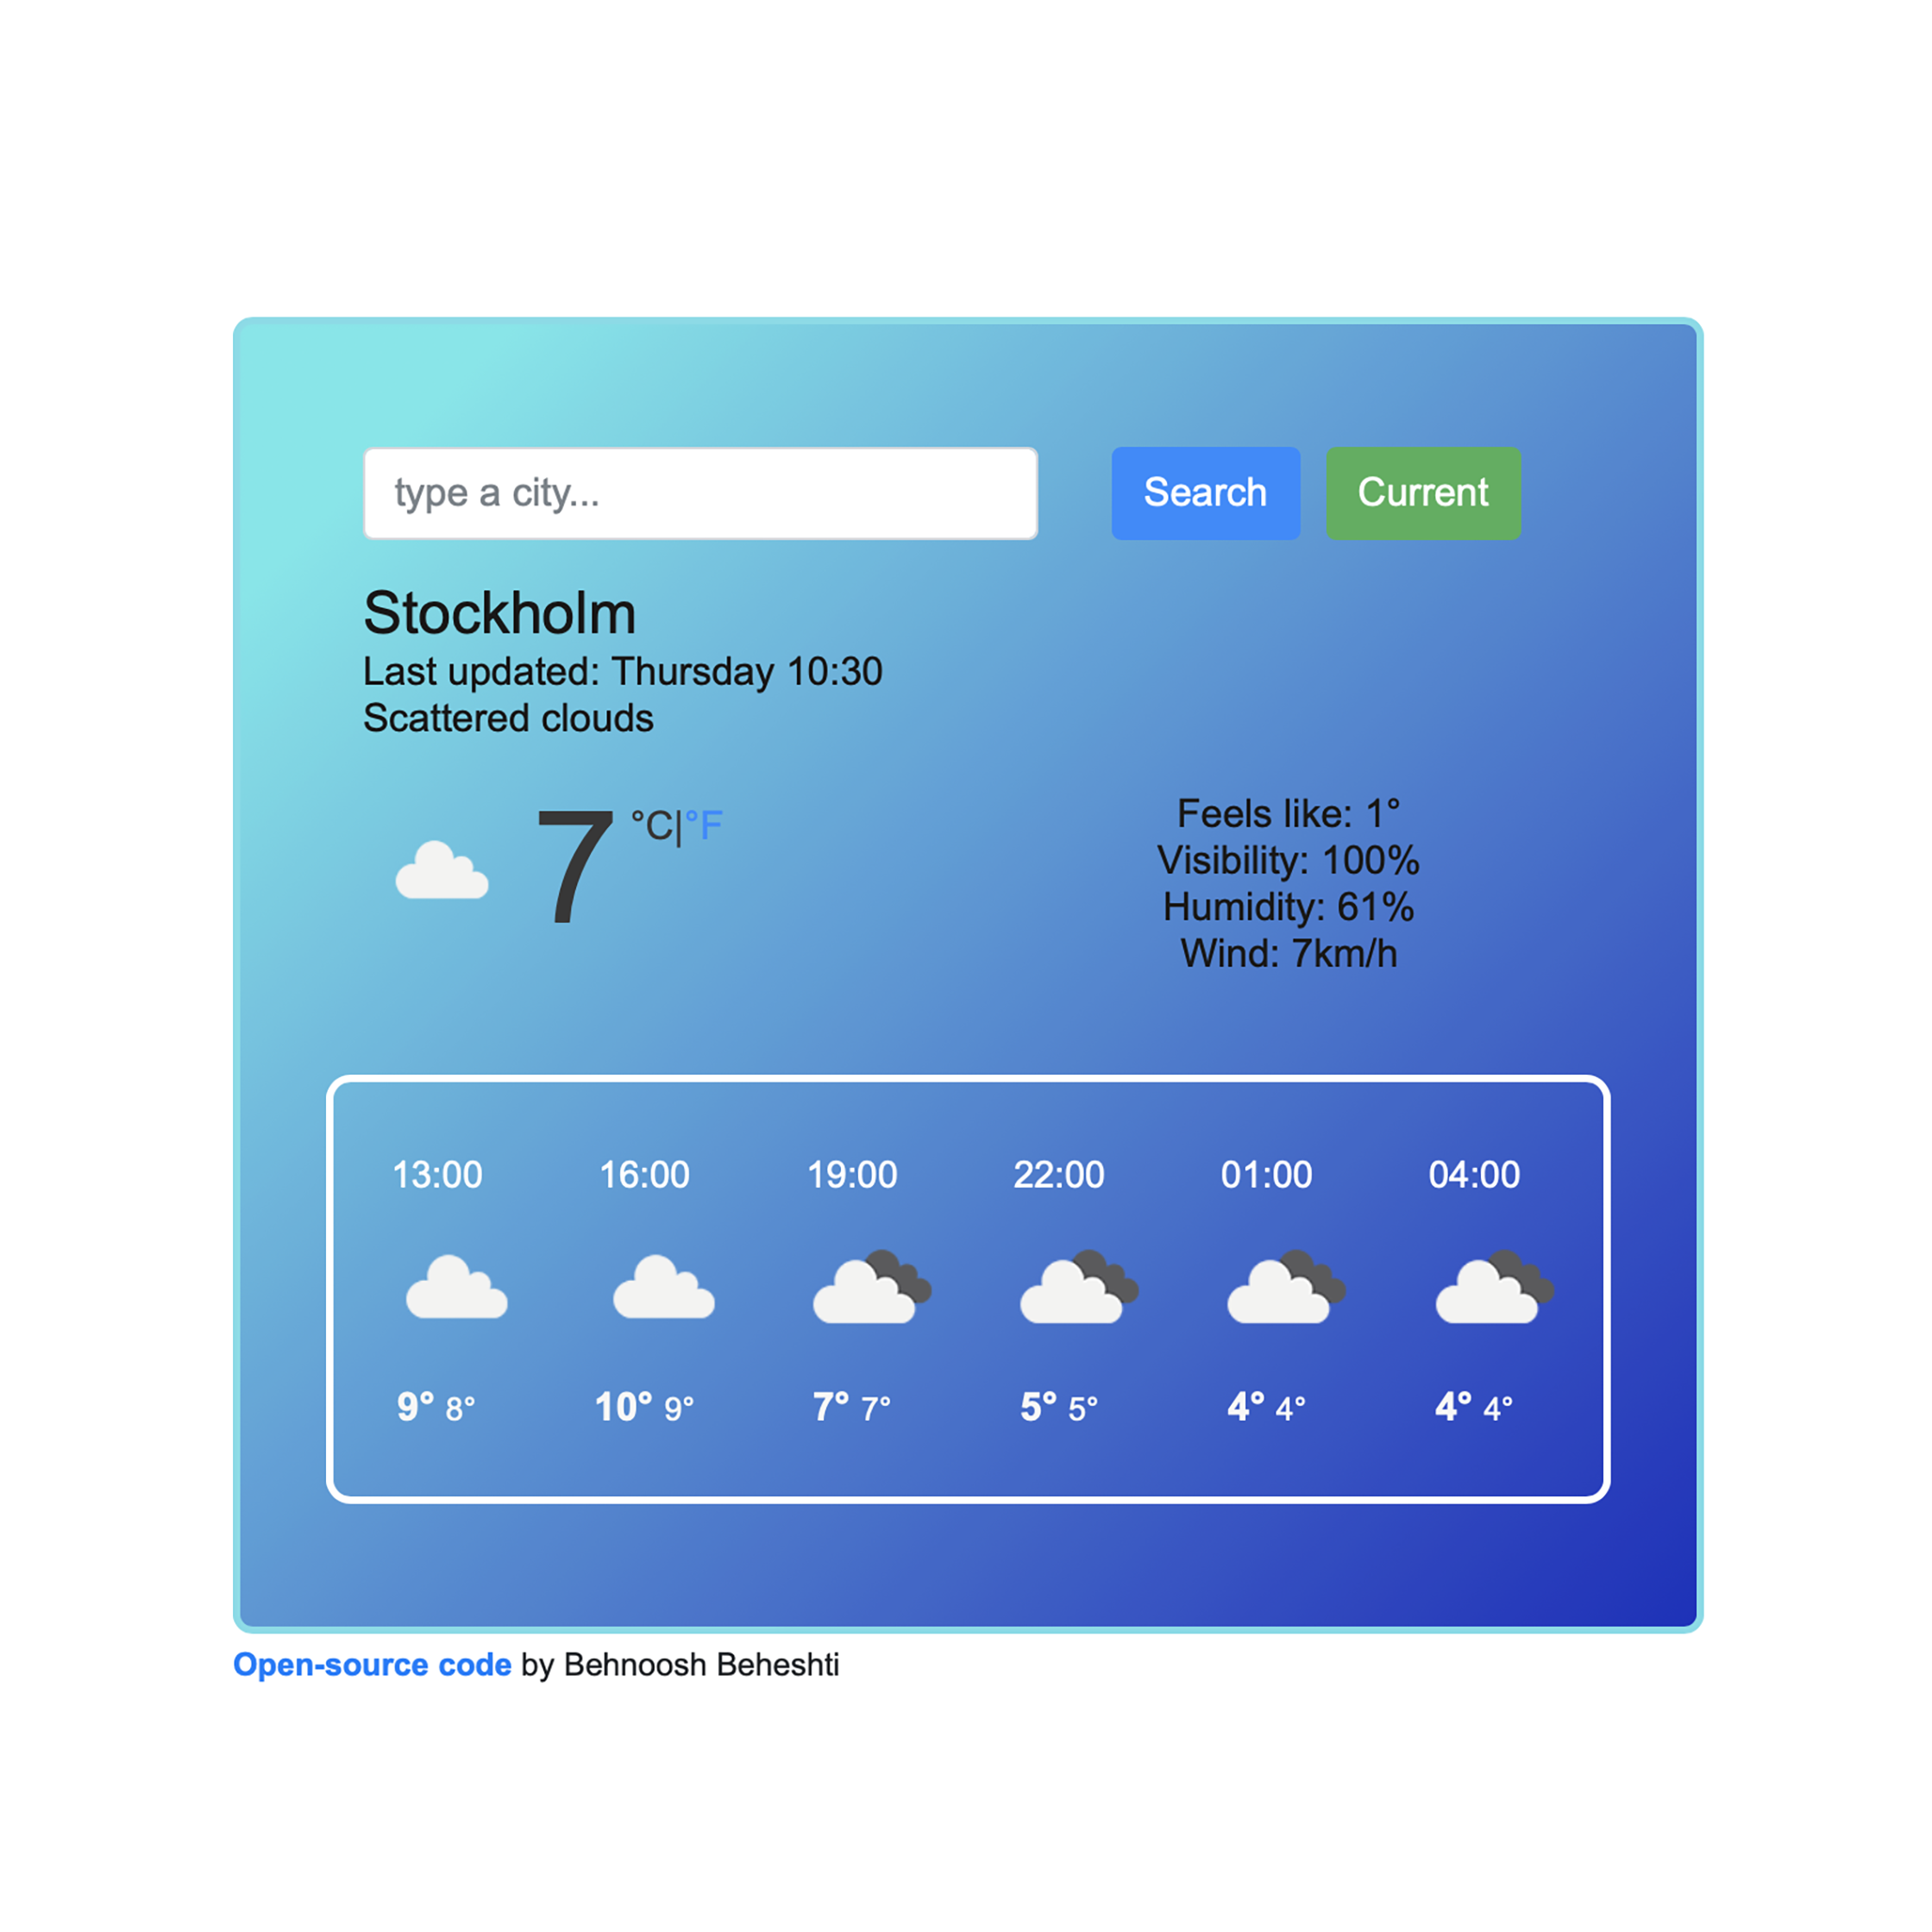 type a city...
Search
Current
Stockholm
Last updated: Thursday 10:30
Scattered clouds
7 °C|°F
Feels like: 1°
Visibility: 100%
Humidity: 61%
Wind: 7km/h
13:00 16:00 19:00 22:00 01:00 04:00
9° 8° 10° 9° 7° 7° 5° 5° 4° 4° 4° 4°
Open-source code by Behnoosh Beheshti